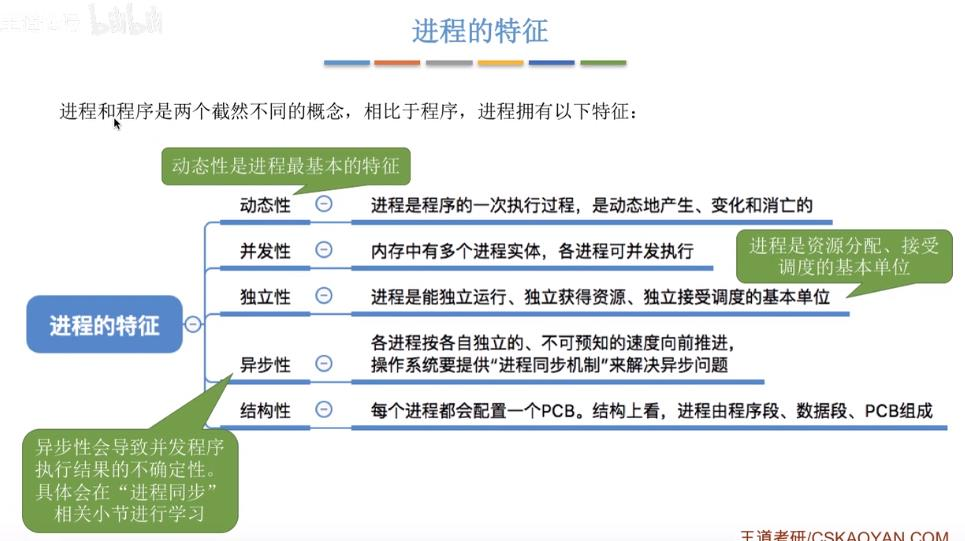 bilibili
进程的特征
进程和程序是两个截然不同的概念，相比于程序，进程拥有以下特征：
动态性是进程最基本的特征
动态性
进程是程序的一次执行过程，是动态地产生、变化和消亡的
并发性
内存中有多个进程实体，各进程可并发执行
进程是资源分配、接受
调度的基本单位
独立性
进程是能独立运行、独立获得资源、独立接受调度的基本单位
进程的特征
异步性
各进程按各自独立的、不可预知的速度向前推进，
操作系统要提供“进程同步机制”来解决异步问题
结构性
每个进程都会配置一个PCB。结构上看，进程由程序段、数据段、PCB组成
异步性会导致并发程序
执行结果的不确定性。
具体会在“进程同步”
相关小节进行学习
王道考研/CSKAOYAN.COM